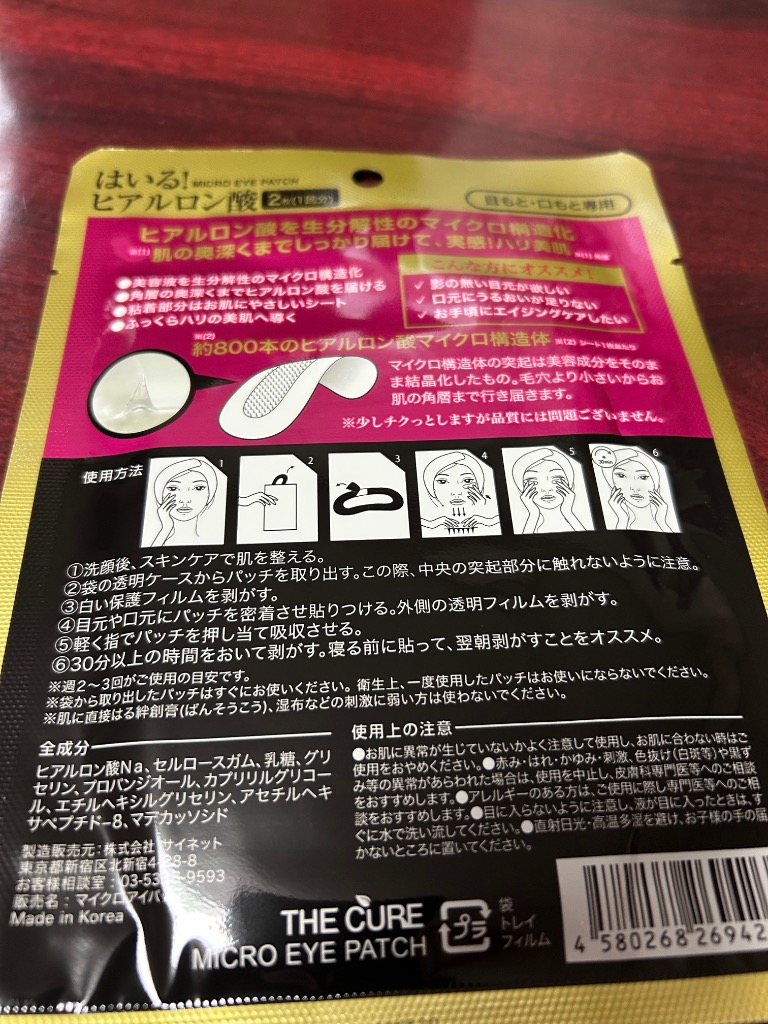 はいる! MICRO EYE PATCH
ヒアルロン酸 2枚(1回分)
目もと・口もと専用
ヒアルロン酸を生分解性のマイクロ構造化
※(1)肌の奥深くまでしっかり届けて、実感!ハリ美肌 ※(1)角層
●美容液を生分解性のマイクロ構造化
●角層の奥深くまでヒアルロン酸を届ける
●粘着部分はお肌にやさしいシート
●ふっくらハリの美肌へ導く
こんな方にオススメ!
✓ 影の無い目元が欲しい
✓ 口元にうるおいが足りない
✓ お手頃にエイジングケアしたい
※(2)
約800本のヒアルロン酸マイクロ構造体 ※(2) シート1枚あたり
マイクロ構造体の突起は美容成分をそのま
ま結晶化したもの。毛穴より小さいからお
肌の角層まで行き届きます。
※少しチクっとしますが品質には問題ございません。
使用方法
1
2
3
4
5
6
30min
①洗顔後、スキンケアで肌を整える。
②袋の透明ケースからパッチを取り出す。この際、中央の突起部分に触れないように注意。
③白い保護フィルムを剥がす。
④目元や口元にパッチを密着させ貼りつける。外側の透明フィルムを剥がす。
⑤軽く指でパッチを押し当て吸収させる。
⑥30分以上の時間をおいて剥がす。寝る前に貼って、翌朝剥がすことをオススメ。
※週2〜3回がご使用の目安です。
※袋から取り出したパッチはすぐにお使いください。衛生上、一度使用したパッチはお使いにならないでください。
※肌に直接はる絆創膏(ばんそうこう)、湿布などの刺激に弱い方は使わないでください。
全成分
ヒアルロン酸Na、セルロースガム、乳糖、グリ
セリン、プロパンジオール、カプリリルグリコー
ル、エチルヘキシルグリセリン、アセチルヘキ
サペプチド-8、マデカッソシド
製造販売元:株式会社 サイネット
東京都新宿区北新宿4-28-8
お客様相談室:03-53 -9593
販売名:マイクロアイパ
Made in Korea
使用上の注意
●お肌に異常が生じていないかよく注意して使用し、お肌に合わない時はご
使用をおやめください。●赤み・はれ・かゆみ・刺激、色抜け(白斑等)や黒ず
み等の異常があらわれた場合は、使用を中止し、皮膚科専門医等へのご相談
をおすすめします。●アレルギーのある方は、ご使用に際し専門医等へのご相
談をおすすめします。●目に入らないように注意し、液が目に入ったときは、す
ぐに水で洗い流してください。●直射日光・高温多湿を避け、お子様の手の届
かないところに置いてください。
THE CURE
MICRO EYE PATCH
プラ
袋
トレイ
フィルム
4 580268 26942